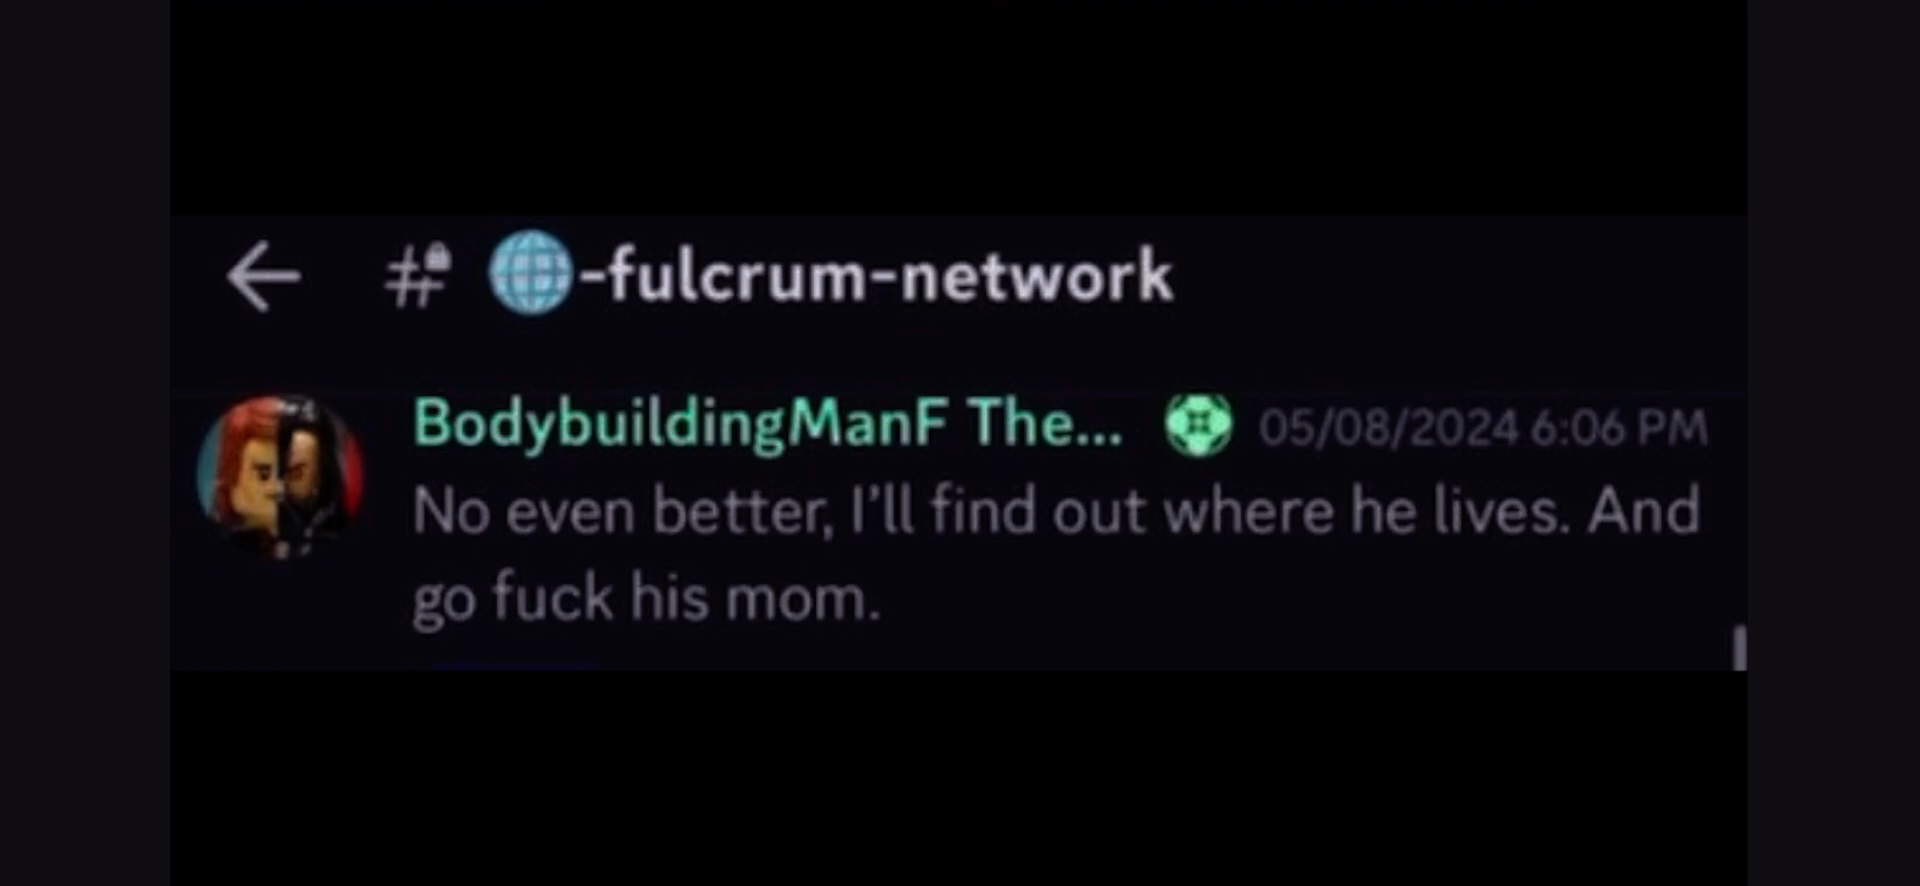 # 🌐-fulcrum-network
BodybuildingManF The... 05/08/2024 6:06 PM
No even better, I'll find out where he lives. And
go fuck his mom.